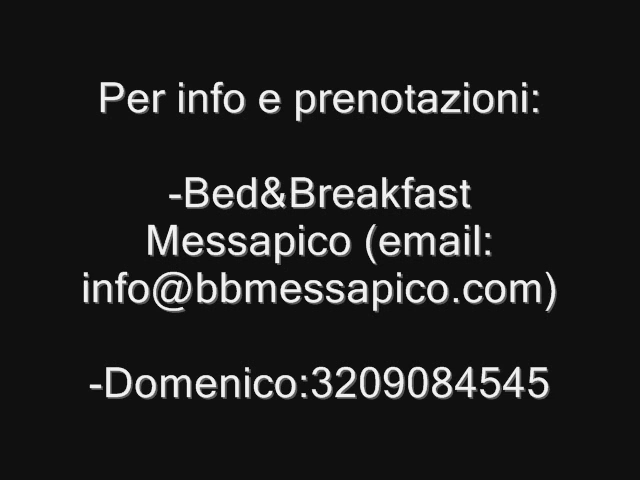 Per info e prenotazioni:
-Bed&Breakfast
Messapico (email:
info@bbmessapico.com)
-Domenico:3209084545